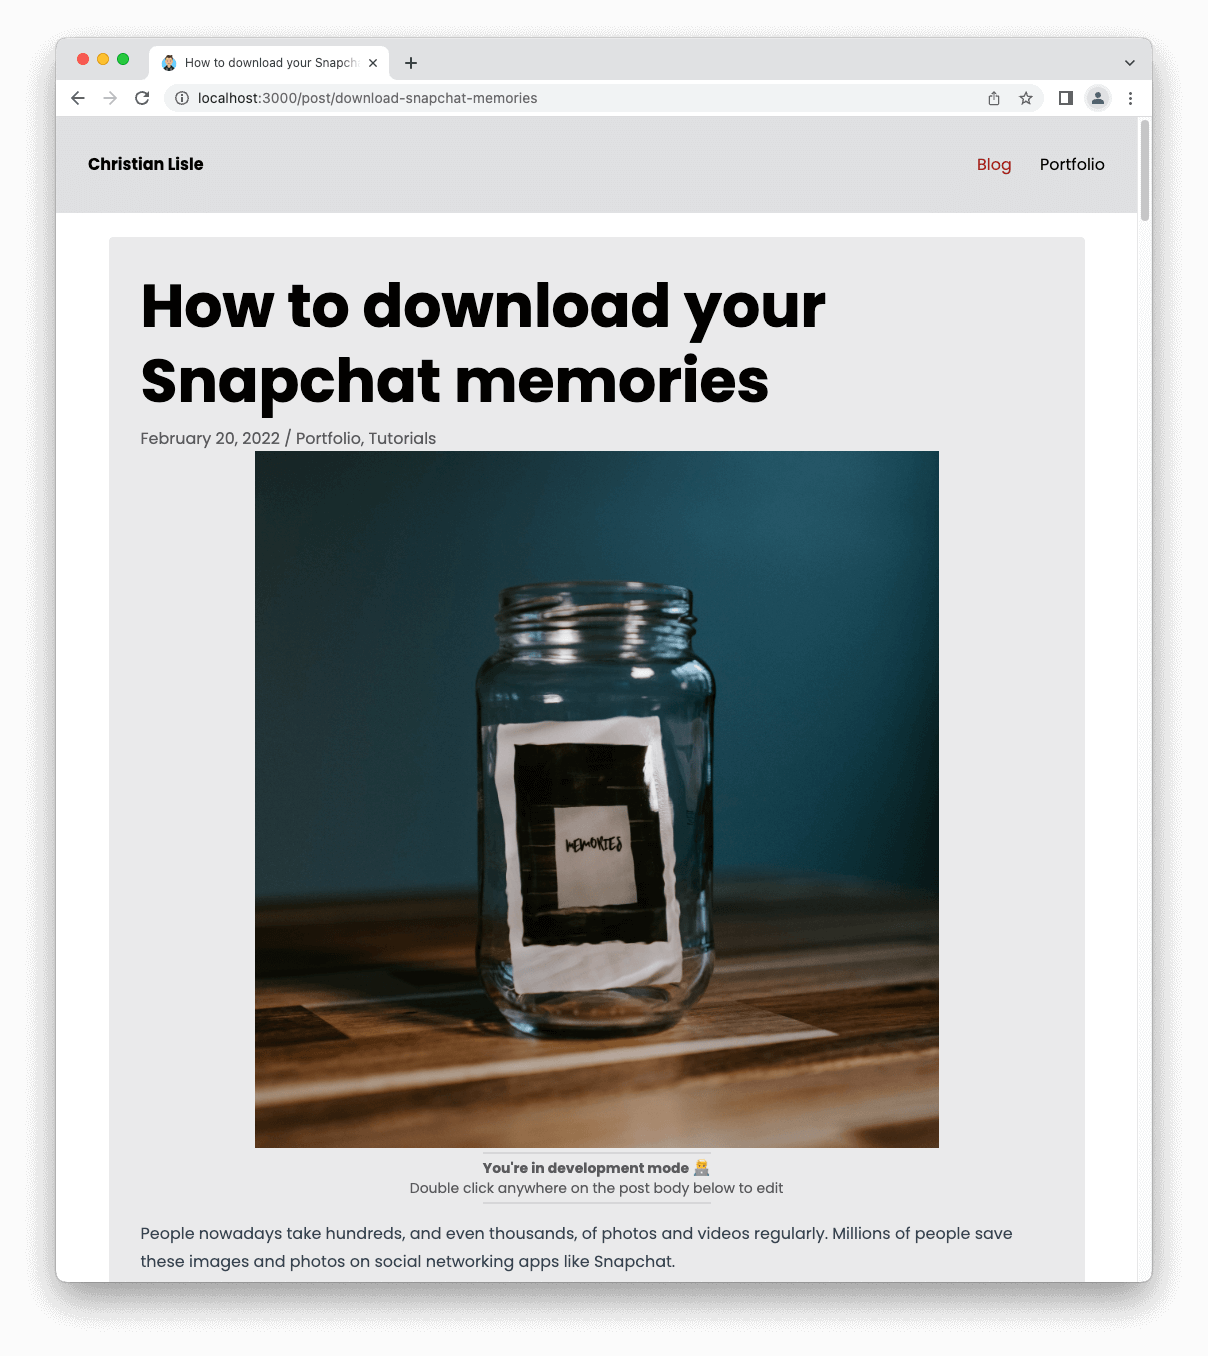 How to download your Snapch
localhost:3000/post/download-snapchat-memories
Christian Lisle
Blog
Portfolio
How to download your
Snapchat memories
February 20, 2022 / Portfolio, Tutorials
MEMORIES
You're in development mode 🧑‍💻
Double click anywhere on the post body below to edit
People nowadays take hundreds, and even thousands, of photos and videos regularly. Millions of people save
these images and photos on social networking apps like Snapchat.